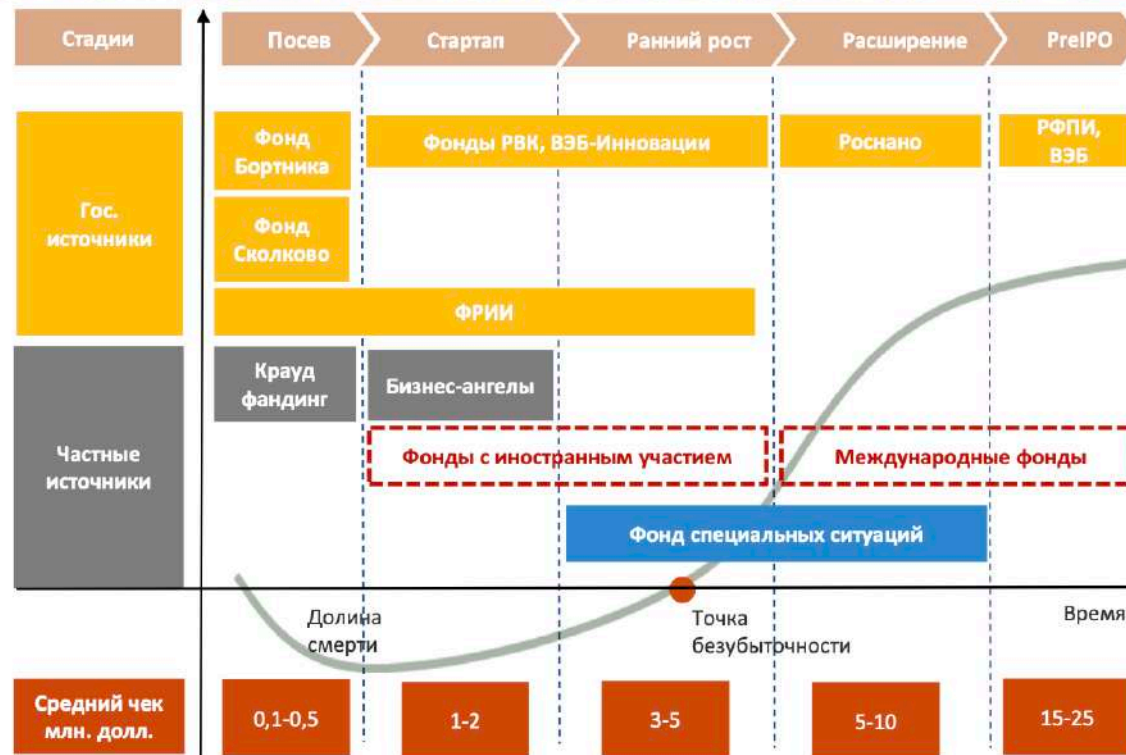 Стадии
Посев
Стартап
Ранний рост
Расширение
PreIPO
Гос.
источники
Фонд
Бортника
Фонды РВК, ВЭБ-Инновации
Роснано
РФПИ,
ВЭБ
Фонд
Сколково
ФРИИ
Частные
источники
Крауд
фандинг
Бизнес-ангелы
Фонды с иностранным участием
Международные фонды
Фонд специальных ситуаций
Долина
смерти
Точка
безубыточности
Время
Средний чек
млн. долл.
0,1-0,5
1-2
3-5
5-10
15-25